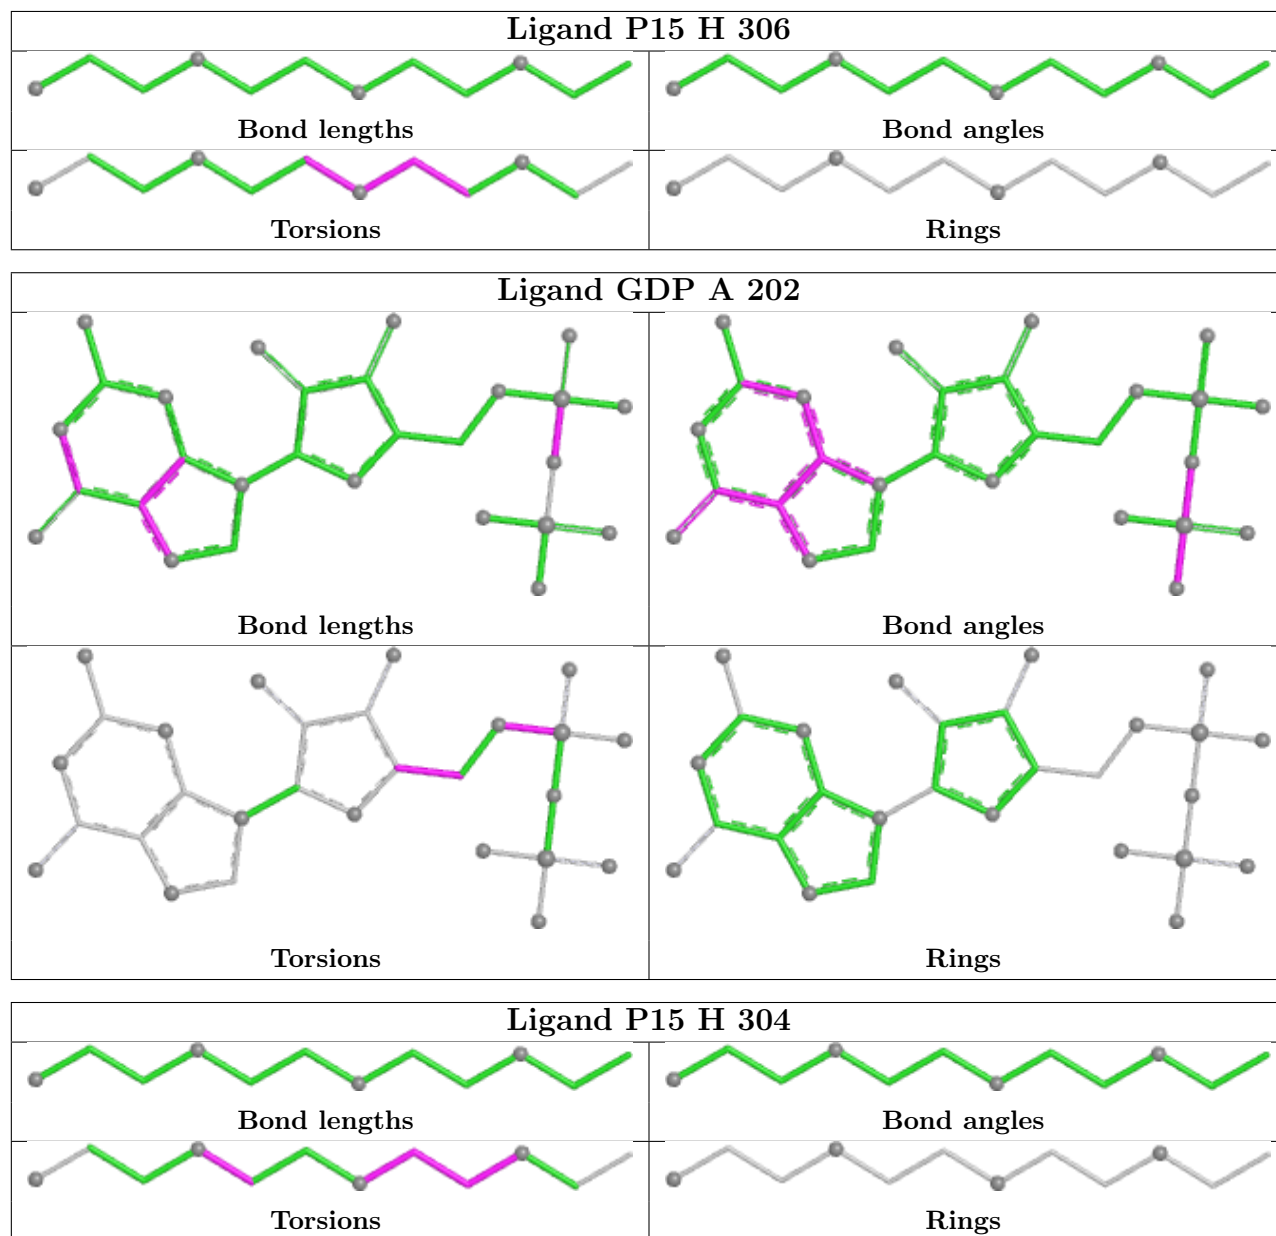 Ligand P15 H 306
Bond lengths
Bond angles
Torsions
Rings
Ligand GDP A 202
Bond lengths
Bond angles
Torsions
Rings
Ligand P15 H 304
Bond lengths
Bond angles
Torsions
Rings